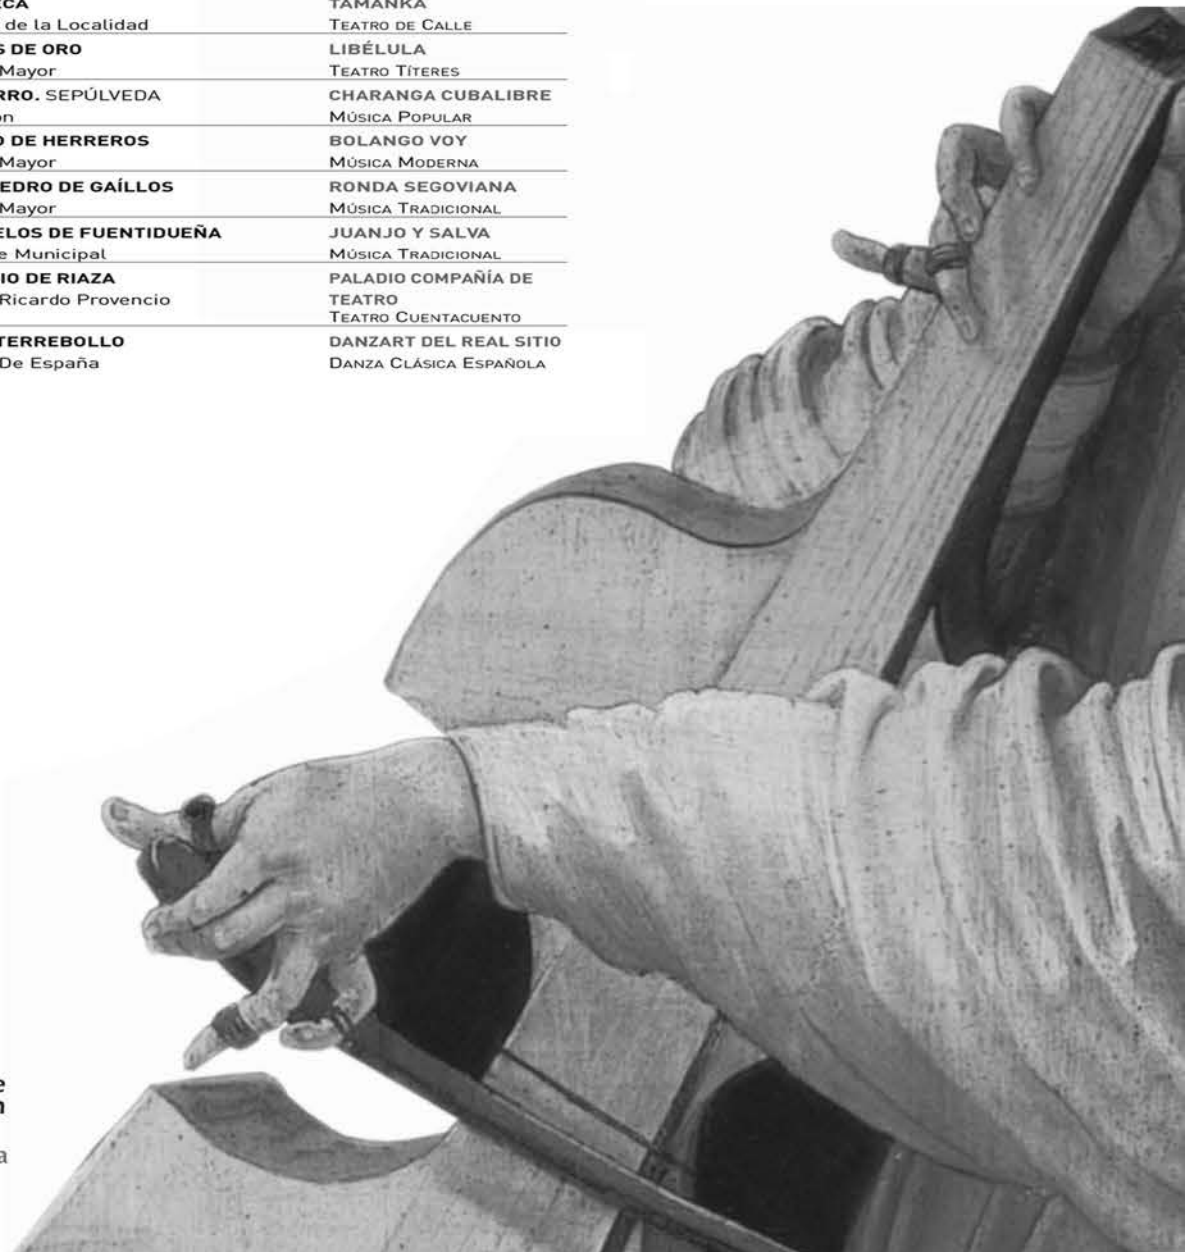 TAMANKA
de la Localidad TEATRO DE CALLE
DE ORO LIBÉLULA
Mayor TEATRO TÍTERES
SEPÚLVEDA CHARANGA CUBALIBRE
MÚSICA POPULAR
DE HERREROS BOLANGO VOY
Mayor MÚSICA MODERNA
EDRO DE GAÍLLOS RONDA SEGOVIANA
Mayor MÚSICA TRADICIONAL
ELOS DE FUENTIDUEÑA JUANJO Y SALVA
e Municipal MÚSICA TRADICIONAL
IO DE RIAZA PALADIO COMPAÑÍA DE
Ricardo Provencio TEATRO
TEATRO CUENTACUENTO
TERREBOLLO DANZART DEL REAL SITIO
De España DANZA CLÁSICA ESPAÑOLA
e
n
a